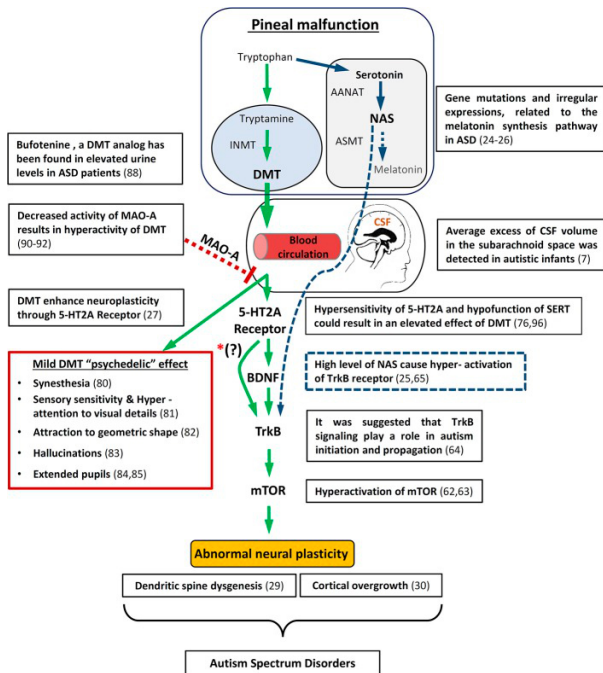 Pineal malfunction
Tryptophan
Serotonin
AANAT
NAS
Tryptamine
INMT
ASMT
DMT
Melatonin
Gene mutations and irregular
expressions, related to the
melatonin synthesis pathway
in ASD (24-26)
Bufotenine , a DMT analog has
been found in elevated urine
levels in ASD patients (88)
Decreased activity of MAO-A
results in hyperactivity of DMT
(90-92)
MAO-A
Blood
circulation
CSF
Average excess of CSF volume
in the subarachnoid space was
detected in autistic infants (7)
DMT enhance neuroplasticity
through 5-HT2A Receptor (27)
5-HT2A
Receptor
Hypersensitivity of 5-HT2A and hypofunction of SERT
could result in an elevated effect of DMT (76,96)
Mild DMT “psychedelic” effect
• Synesthesia (80)
• Sensory sensitivity & Hyper -
attention to visual details (81)
• Attraction to geometric shape (82)
• Hallucinations (83)
• Extended pupils (84,85)
*(?)
BDNF
High level of NAS cause hyper- activation
of TrkB receptor (25,65)
TrkB
It was suggested that TrkB
signaling play a role in autism
initiation and propagation (64)
mTOR
Hyperactivation of mTOR (62,63)
Abnormal neural plasticity
Dendritic spine dysgenesis (29)
Cortical overgrowth (30)
Autism Spectrum Disorders